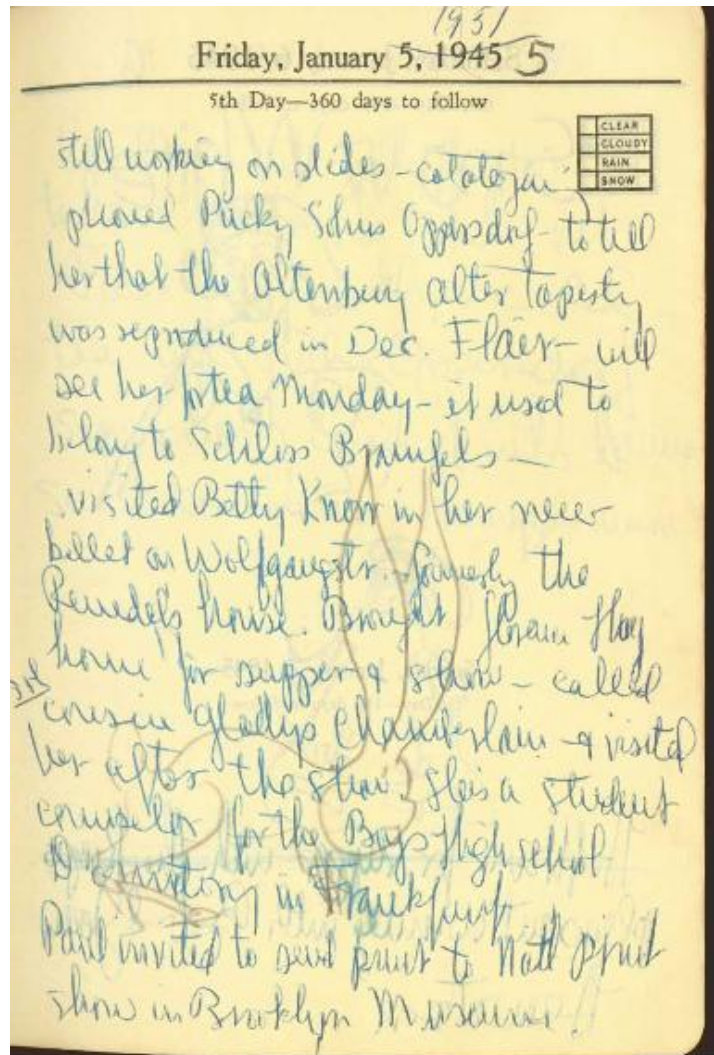 1951
Friday, January 5, 1945 5
5th Day—360 days to follow
CLEAR
CLOUDY
RAIN
SNOW
still working on slides - cataloging
phoned Pucky Oppersdorf - to tell
her that the Altenburg alter tapestry
was reproduced in Dec. Flair - will
see her for tea Monday - it used to
belong to Schloss Braunfels -
visited Betty Knorr in her new
billet on Wolfgangstr. formerly the
house. Brought
home for supper & show - called
3rd
cousin Gladys Chamberlain - & visited
her after the show. She is a student
counselor for the Boys High school
Dormitory in Frankfurt.
Paul invited to send print to Natl Print
show in Brooklyn Museum.